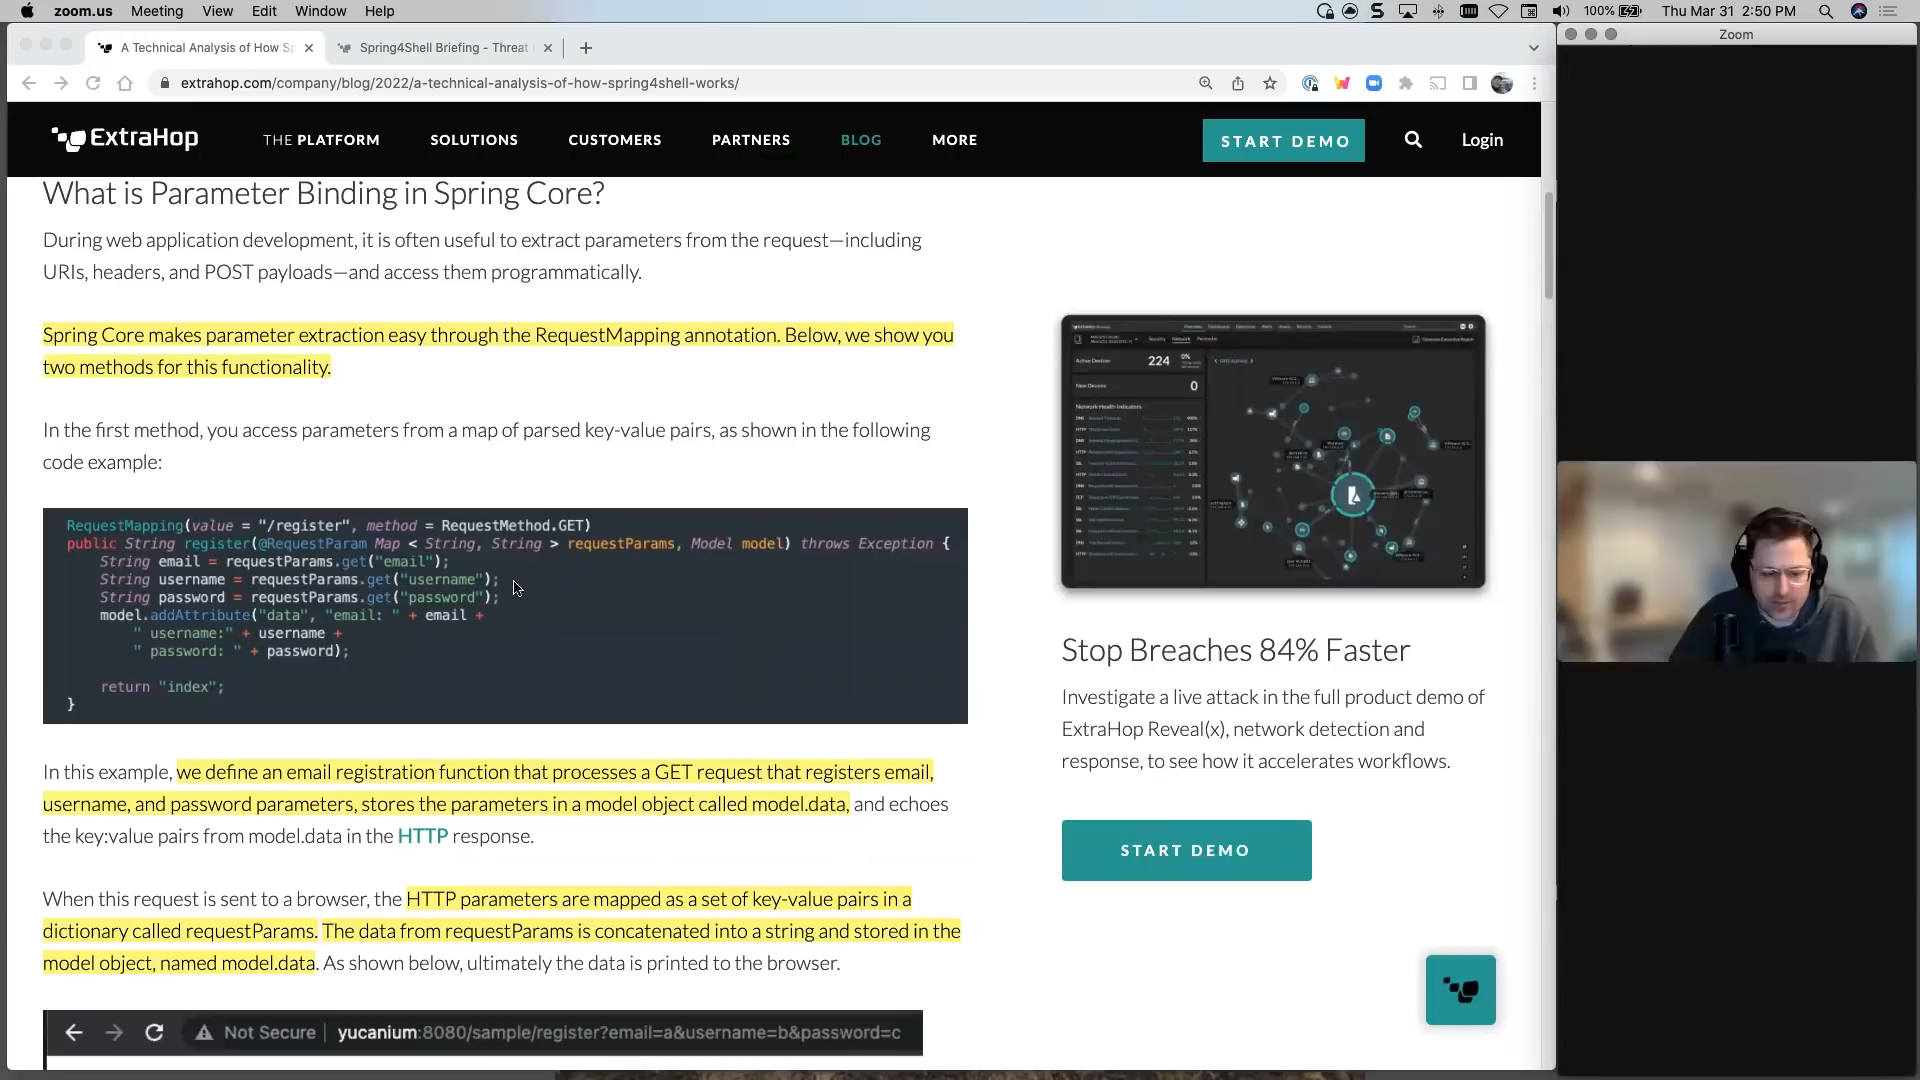 zoom.us Meeting View Edit Window Help
100% Thu Mar 31 2:50 PM
A Technical Analysis of How Sp
Spring4Shell Briefing - Threat
Zoom
extrahop.com/company/blog/2022/a-technical-analysis-of-how-spring4shell-works/
ExtraHop THE PLATFORM SOLUTIONS CUSTOMERS PARTNERS BLOG MORE START DEMO Login
What is Parameter Binding in Spring Core?
During web application development, it is often useful to extract parameters from the request—including
URIs, headers, and POST payloads—and access them programmatically.
Spring Core makes parameter extraction easy through the RequestMapping annotation. Below, we show you
two methods for this functionality.
In the first method, you access parameters from a map of parsed key-value pairs, as shown in the following
code example:
RequestMapping(value = "/register", method = RequestMethod.GET)
public String register(@RequestParam Map < String, String > requestParams, Model model) throws Exception {
String email = requestParams.get("email");
String username = requestParams.get("username");
String password = requestParams.get("password");
model.addAttribute("data", "email: " + email +
" username:" + username +
" password: " + password);
return "index";
}
In this example, we define an email registration function that processes a GET request that registers email,
username, and password parameters, stores the parameters in a model object called model.data, and echoes
the key:value pairs from model.data in the HTTP response.
When this request is sent to a browser, the HTTP parameters are mapped as a set of key-value pairs in a
dictionary called requestParams. The data from requestParams is concatenated into a string and stored in the
model object, named model.data. As shown below, ultimately the data is printed to the browser.
Not Secure | yucanium:8080/sample/register?email=a&username=b&password=c
Active Devices 224 0%
New Devices 0
Network Health Indicators
Stop Breaches 84% Faster
Investigate a live attack in the full product demo of
ExtraHop Reveal(x), network detection and
response, to see how it accelerates workflows.
START DEMO